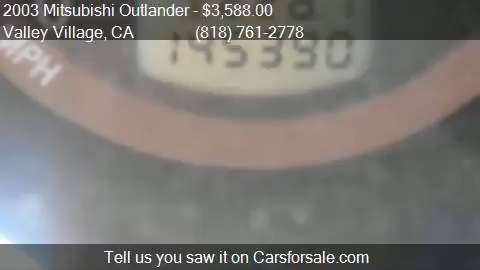 2003 Mitsubishi Outlander - $3,588.00
Valley Village, CA (818) 761-2778
145390
MPH
Tell us you saw it on Carsforsale.com